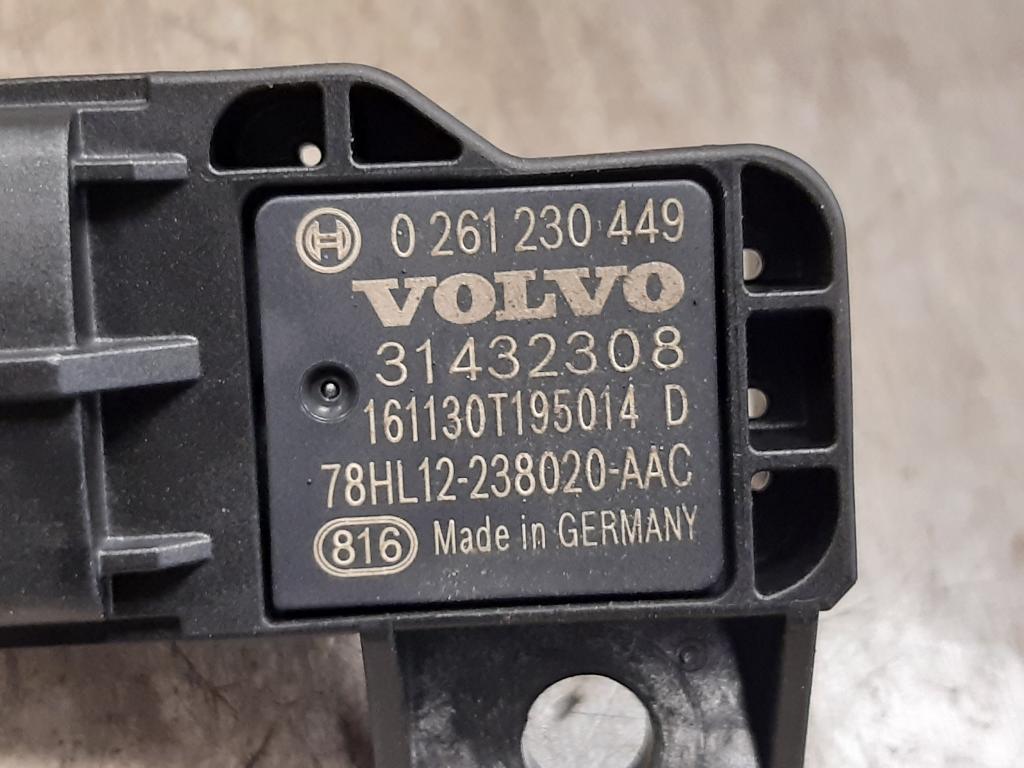 0 261 230 449
VOLVO
31432308
161130T195014 D
78HL12-238020-AAC
816 Made in GERMANY